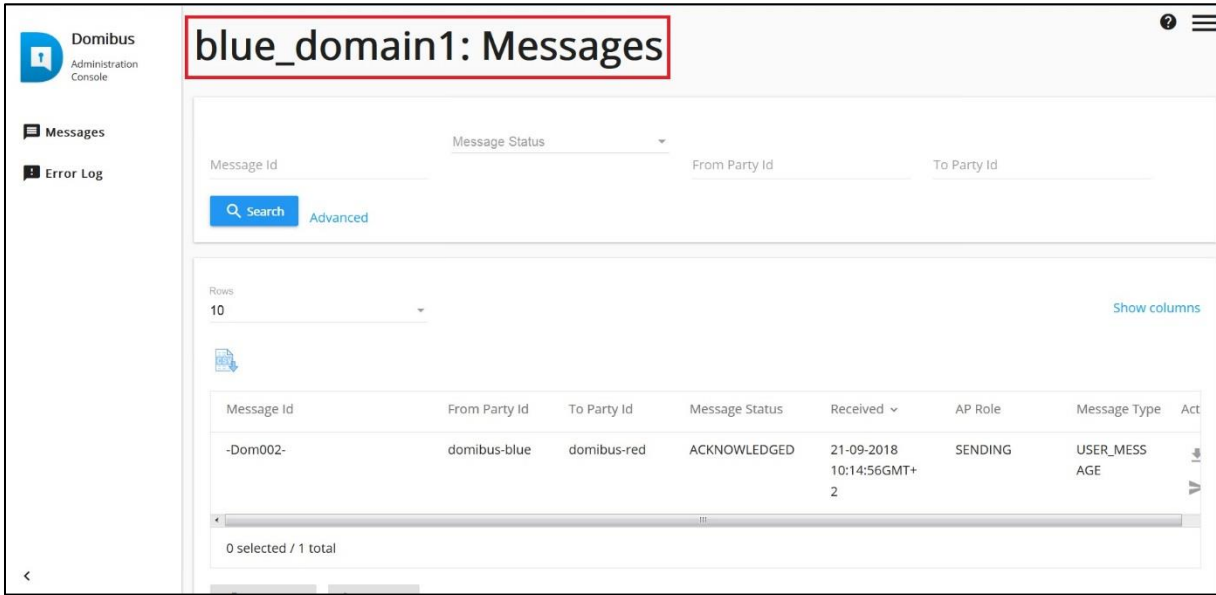 Domibus
Administration
Console
blue_domain1: Messages
Messages
Error Log
Message Id
Message Status
From Party Id
To Party Id
Search
Advanced
Rows
10
Show columns
Message Id From Party Id To Party Id Message Status Received AP Role Message Type Act
-Dom002- domibus-blue domibus-red ACKNOWLEDGED 21-09-2018 SENDING USER_MESS
10:14:56GMT+ AGE
2
0 selected / 1 total